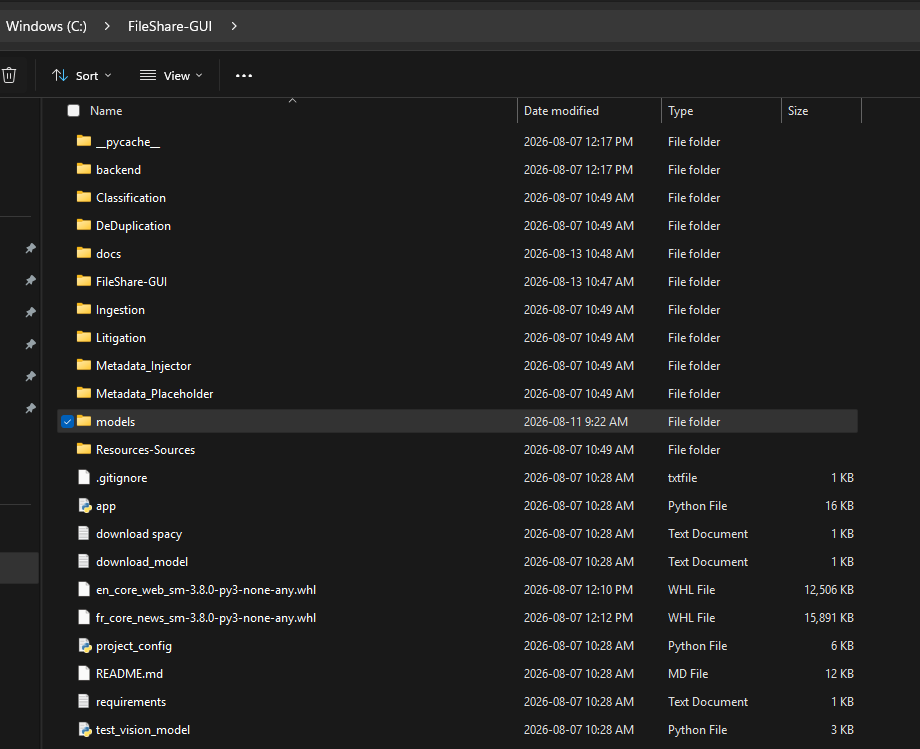 Windows (C:) > FileShare-GUI >
Sort View ...
Name Date modified Type Size
__pycache__ 2026-08-07 12:17 PM File folder
backend 2026-08-07 12:17 PM File folder
Classification 2026-08-07 10:49 AM File folder
DeDuplication 2026-08-07 10:49 AM File folder
docs 2026-08-13 10:48 AM File folder
FileShare-GUI 2026-08-13 10:47 AM File folder
Ingestion 2026-08-07 10:49 AM File folder
Litigation 2026-08-07 10:49 AM File folder
Metadata_Injector 2026-08-07 10:49 AM File folder
Metadata_Placeholder 2026-08-07 10:49 AM File folder
models 2026-08-11 9:22 AM File folder
Resources-Sources 2026-08-07 10:49 AM File folder
.gitignore 2026-08-07 10:28 AM txtfile 1 KB
app 2026-08-07 10:28 AM Python File 16 KB
download spacy 2026-08-07 10:28 AM Text Document 1 KB
download_model 2026-08-07 10:28 AM Text Document 1 KB
en_core_web_sm-3.8.0-py3-none-any.whl 2026-08-07 12:10 PM WHL File 12,506 KB
fr_core_news_sm-3.8.0-py3-none-any.whl 2026-08-07 12:12 PM WHL File 15,891 KB
project_config 2026-08-07 10:28 AM Python File 6 KB
README.md 2026-08-07 10:28 AM MD File 12 KB
requirements 2026-08-07 10:28 AM Text Document 1 KB
test_vision_model 2026-08-07 10:28 AM Python File 3 KB